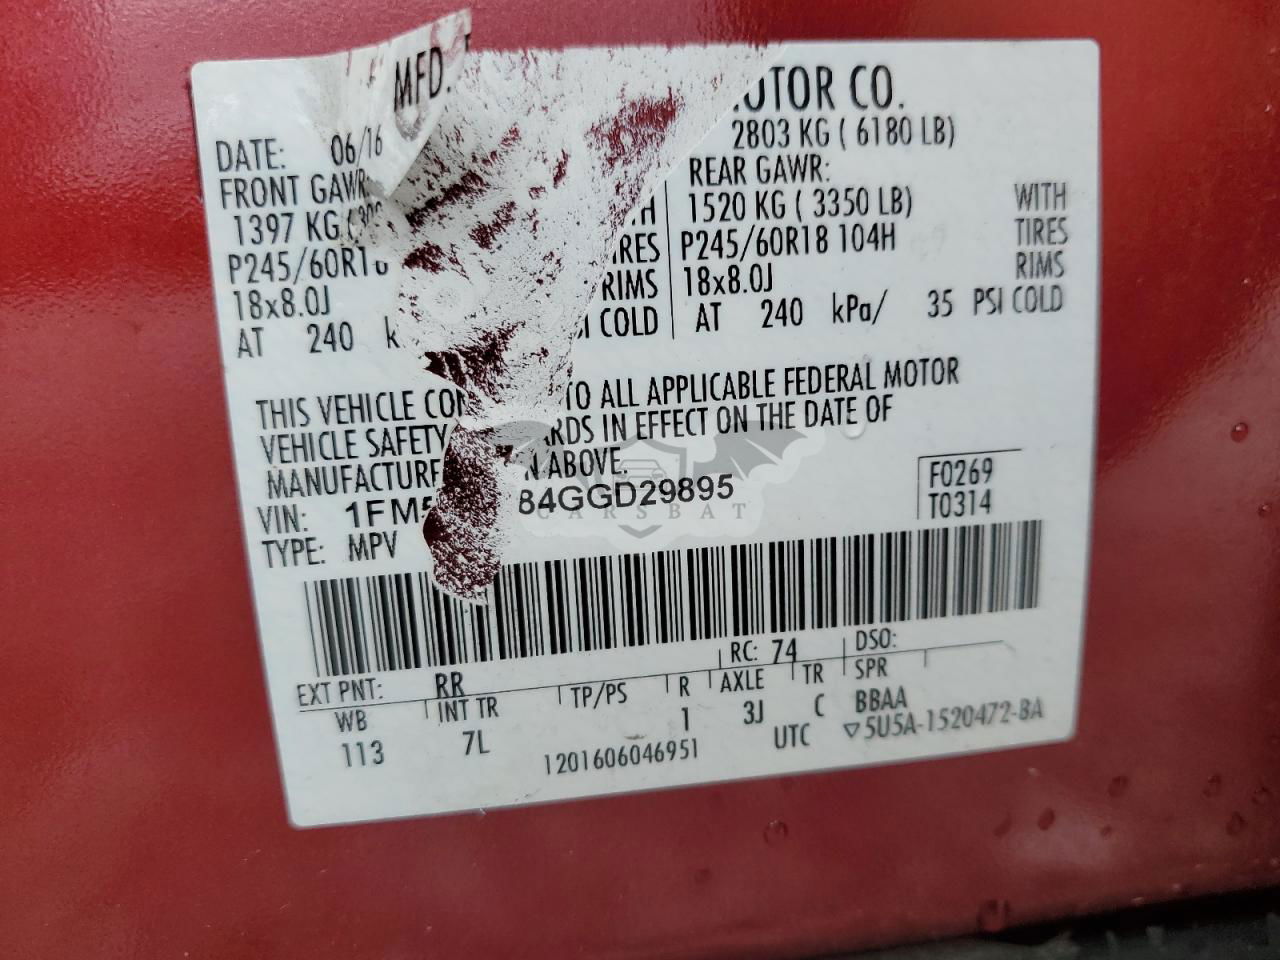 MFD.
MOTOR CO.
DATE: 06/16
2803 KG ( 6180 LB)
FRONT GAWR:
REAR GAWR:
1397 KG
1520 KG ( 3350 LB) WITH
P245/60R18
TIRES
P245/60R18 104H TIRES
18x8.0J
RIMS
18x8.0J RIMS
AT 240
COLD
AT 240 kPa/ 35 PSI COLD
THIS VEHICLE TO ALL APPLICABLE FEDERAL MOTOR
VEHICLE SAFETY IN EFFECT ON THE DATE OF
ABOVE.
VIN: 1FM5 84GGD29895
F0269
T0314
TYPE: MPV
CARSBAT
EXT PNT: RR
RC: 74
DSO:
WB INT TR TP/PS R AXLE TR SPR
113 7L 1 3J C BBAA
1201606046951
UTC ▽5U5A-1520472-BA